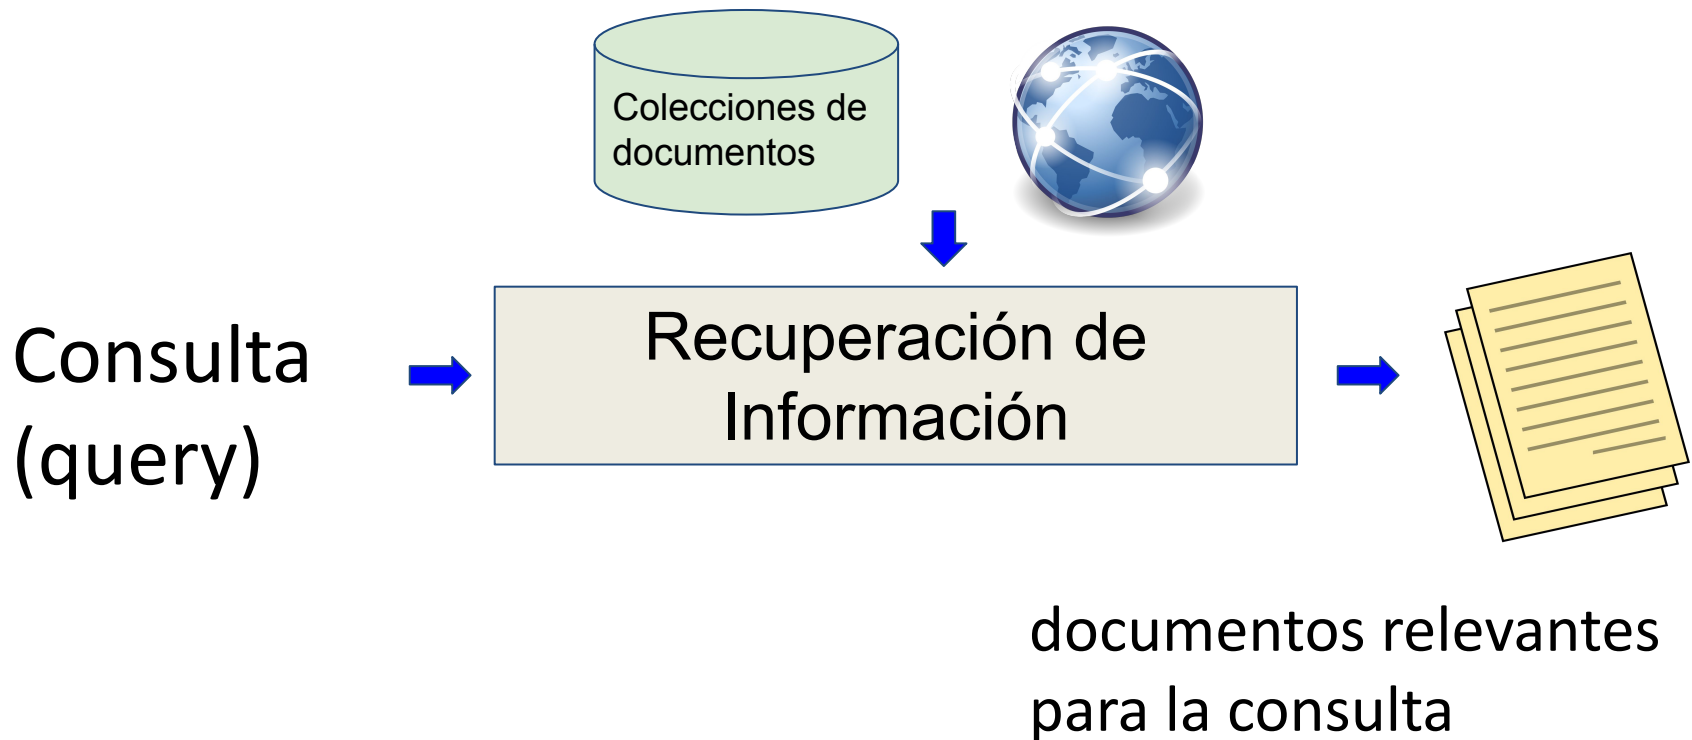 Colecciones de
documentos
Consulta
(query)
Recuperación de
Información
documentos relevantes
para la consulta